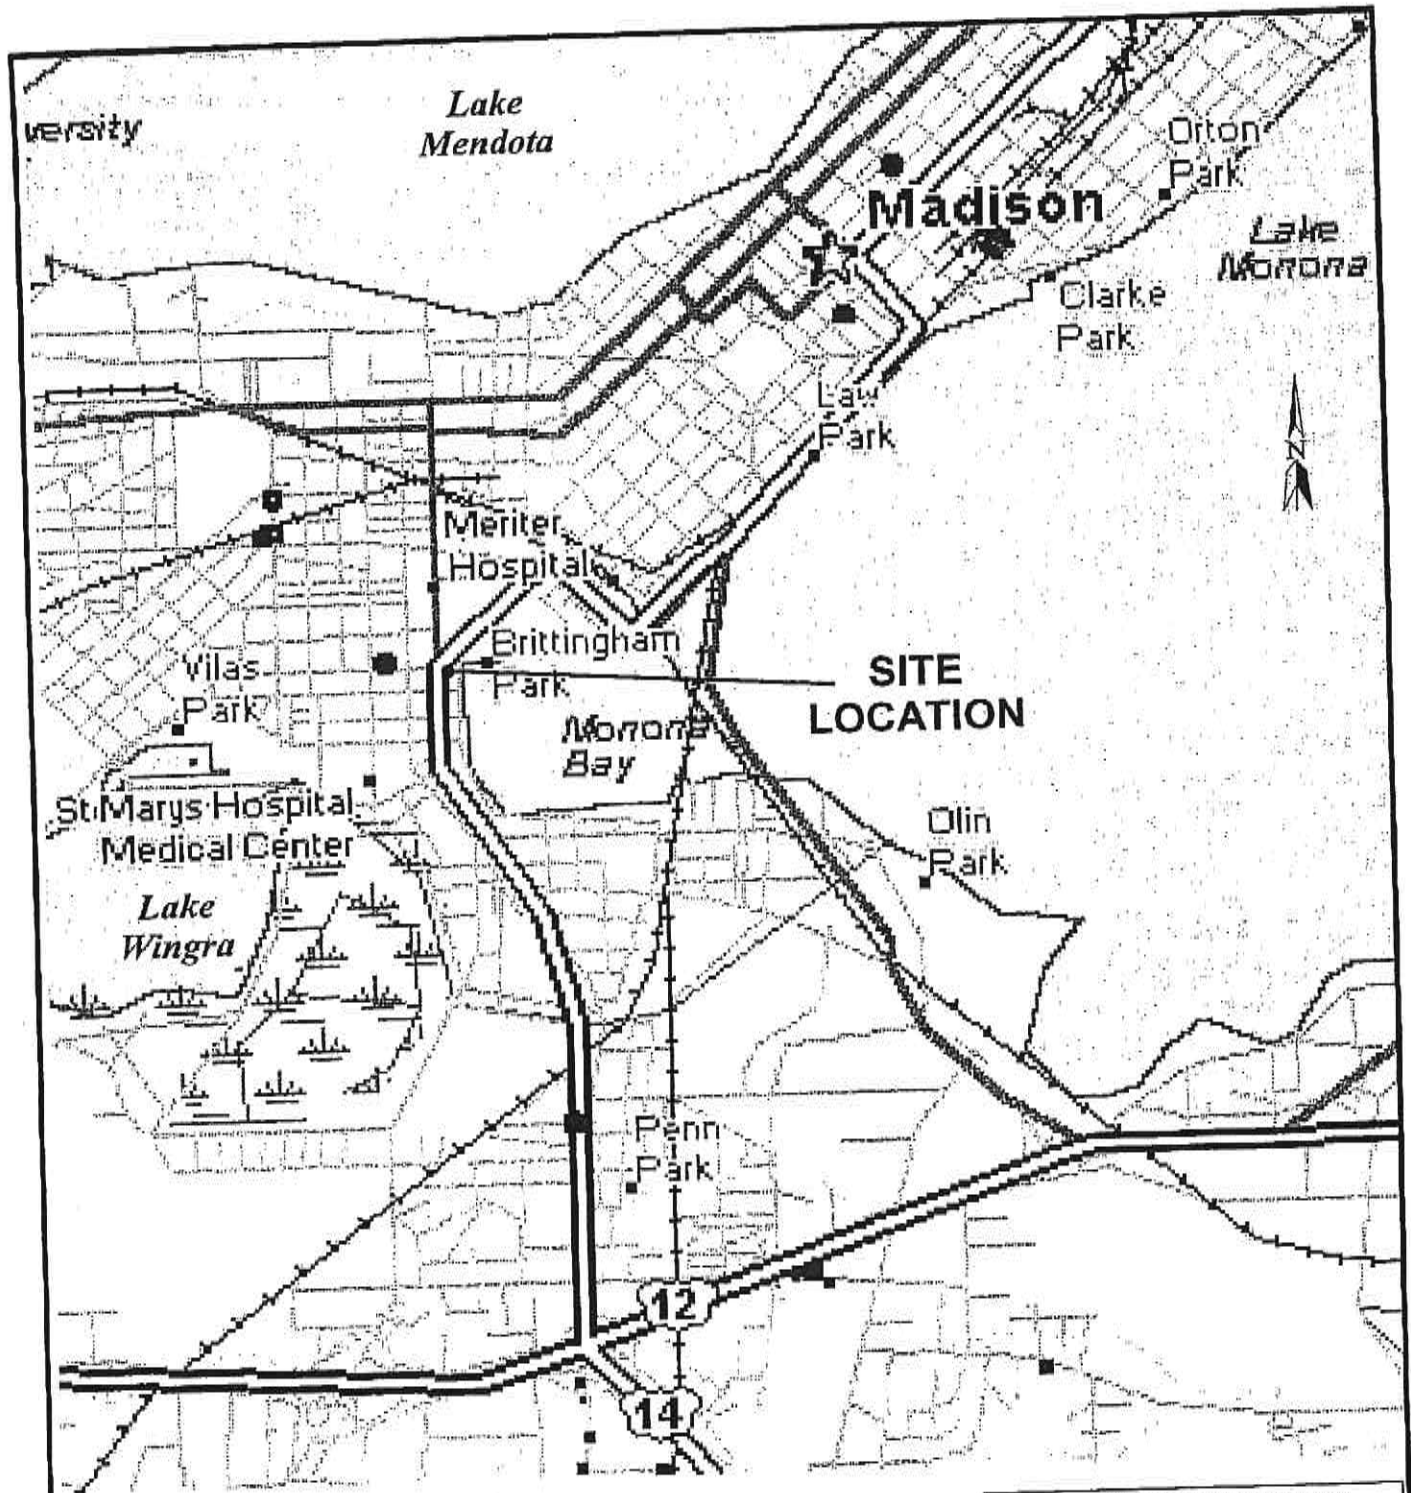 Lake
Mendota
versity
Orton
Park
Madison
Lake
Monona
Clarke
Park
Law
Park
Meriter
Hospital
Brittingham
Park
Vilas
Park
SITE
LOCATION
Monona
Bay
St Marys Hospital
Medical Center
Olin
Park
Lake
Wingra
N
Penn
Park
12
14